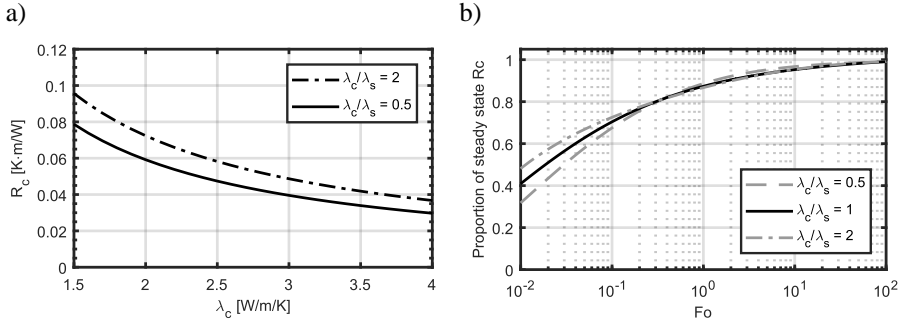 a)
R_c [K·m/W]
0.12
0.1
0.08
0.06
0.04
0.02
0
1.5 2 2.5 3 3.5 4
λ_c [W/m/K]
λ_c/λ_s = 2
λ_c/λ_s = 0.5
b)
Proportion of steady state Rc
1
0.8
0.6
0.4
0.2
0
10^-2 10^-1 10^0 10^1 10^2
Fo
λ_c/λ_s = 0.5
λ_c/λ_s = 1
λ_c/λ_s = 2